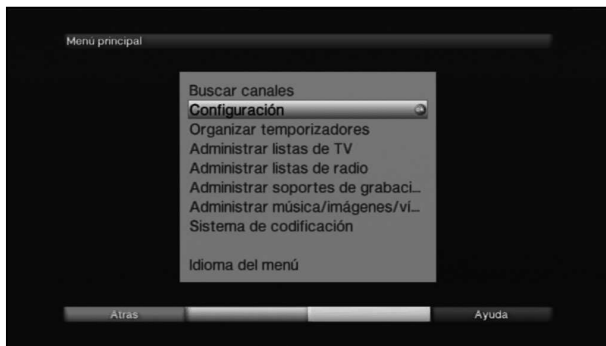 Menú principal
Buscar canales
Configuración
Organizar temporizadores
Administrar listas de TV
Administrar listas de radio
Administrar soportes de grabaci...
Administrar música/imágenes/ví...
Sistema de codificación
Idioma del menú
Atras
Ayuda